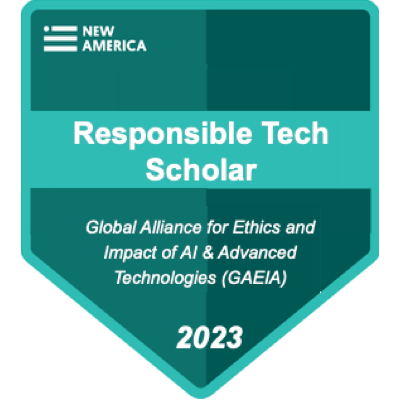 NEW
AMERICA
Responsible Tech
Scholar
Global Alliance for Ethics and
Impact of AI & Advanced
Technologies (GAEIA)
2023